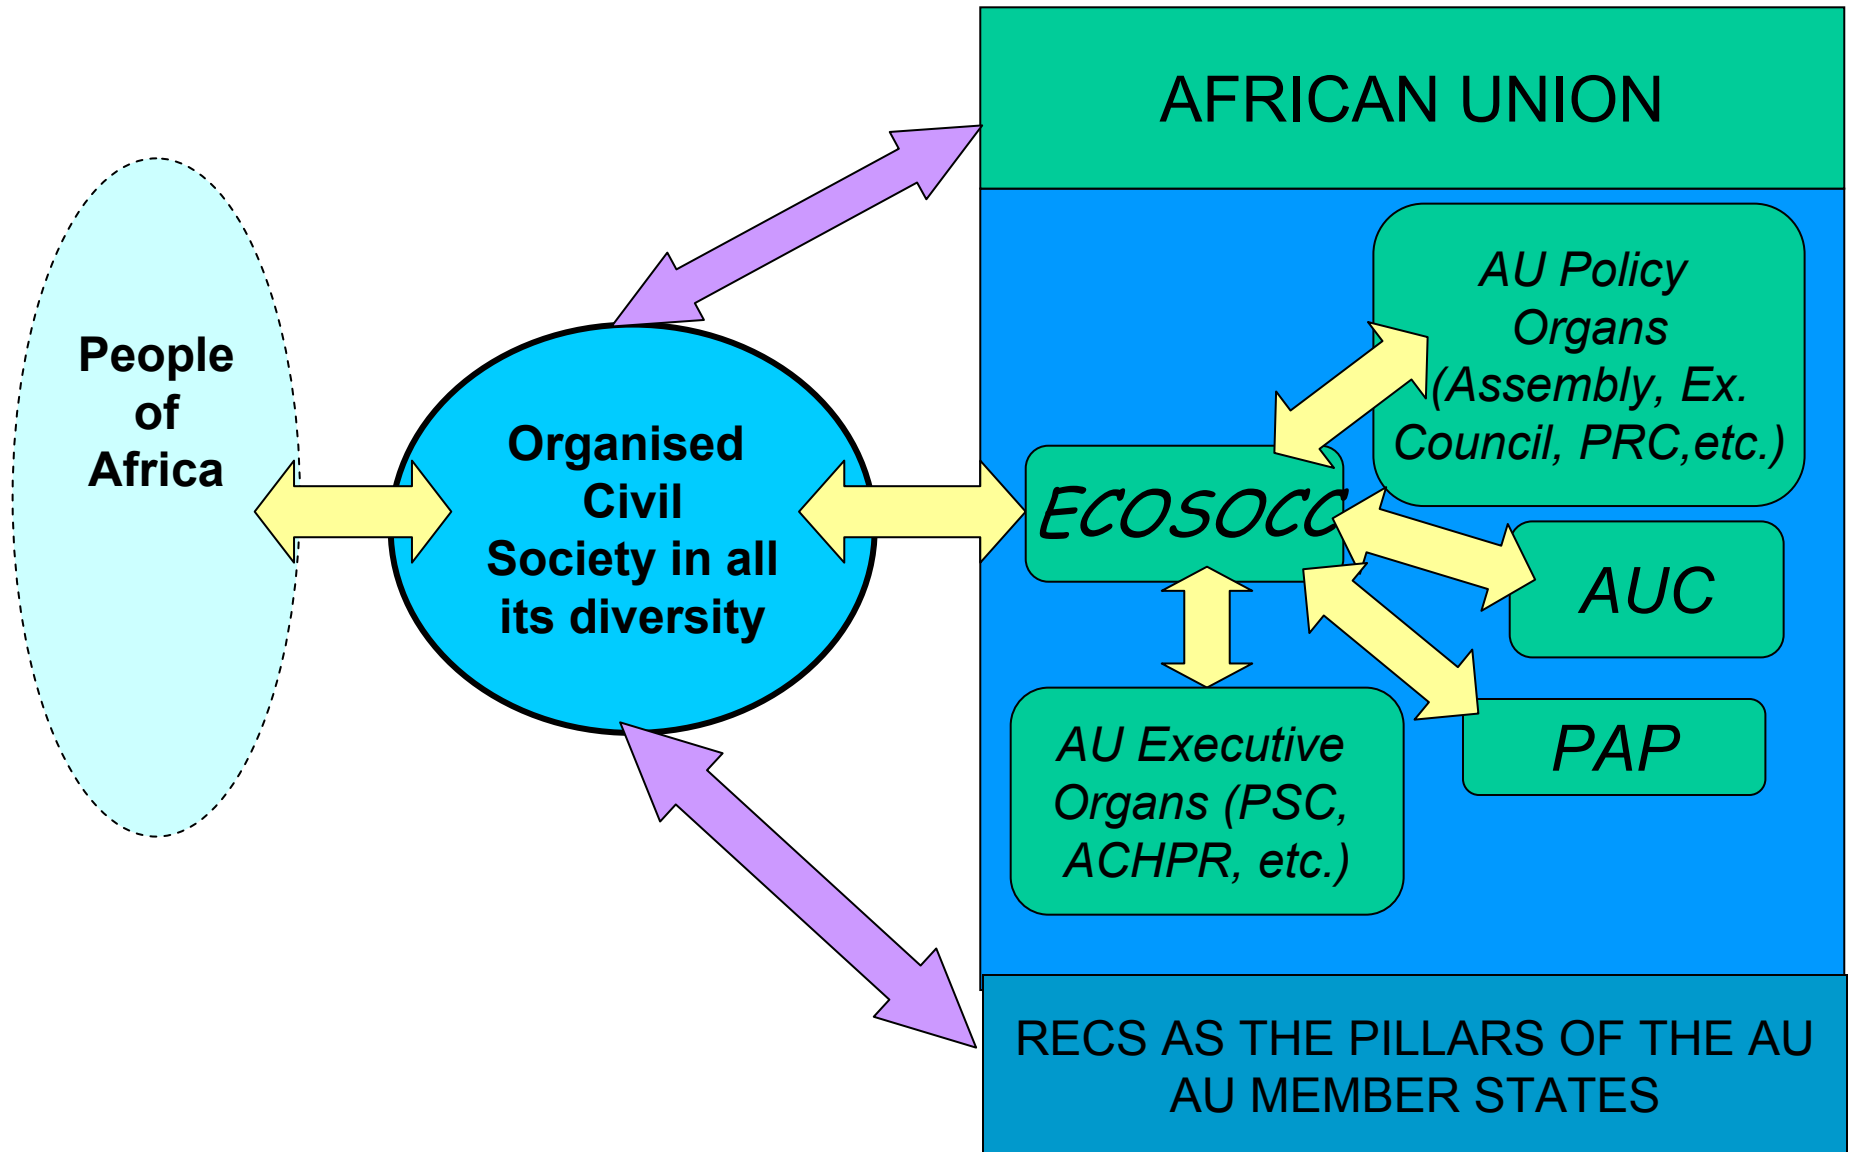 AFRICAN UNION
People
of
Africa
Organised
Civil
Society in all
its diversity
ECOSOCC
AU Policy
Organs
(Assembly, Ex.
Council, PRC,etc.)
AUC
PAP
AU Executive
Organs (PSC,
ACHPR, etc.)
RECS AS THE PILLARS OF THE AU
AU MEMBER STATES